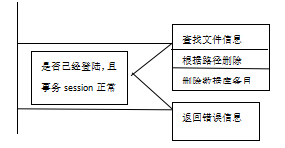 是否已经登陆，且
事务 session 正常
查找文件信息
根据路径删除
删除数据库条目
返回错误信息